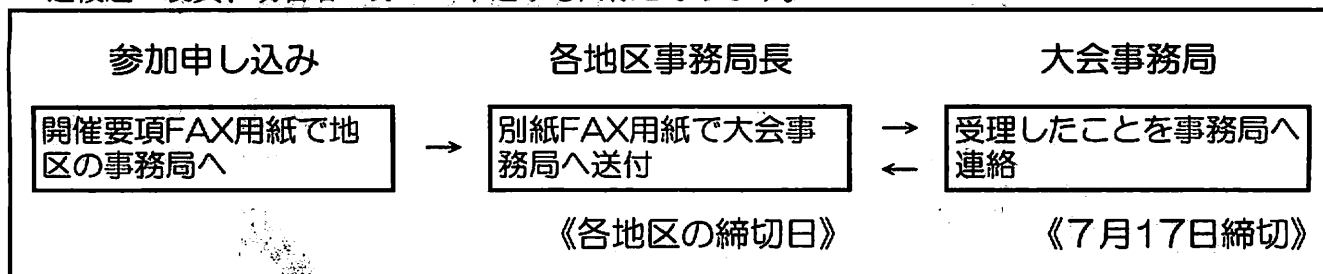 参加申し込み
各地区事務局長
大会事務局
開催要項FAX用紙で地
区の事務局へ
→
別紙FAX用紙で大会事
務局へ送付
→
←
受理したことを事務局へ
連絡
《各地区の締切日》
《7月17日締切》